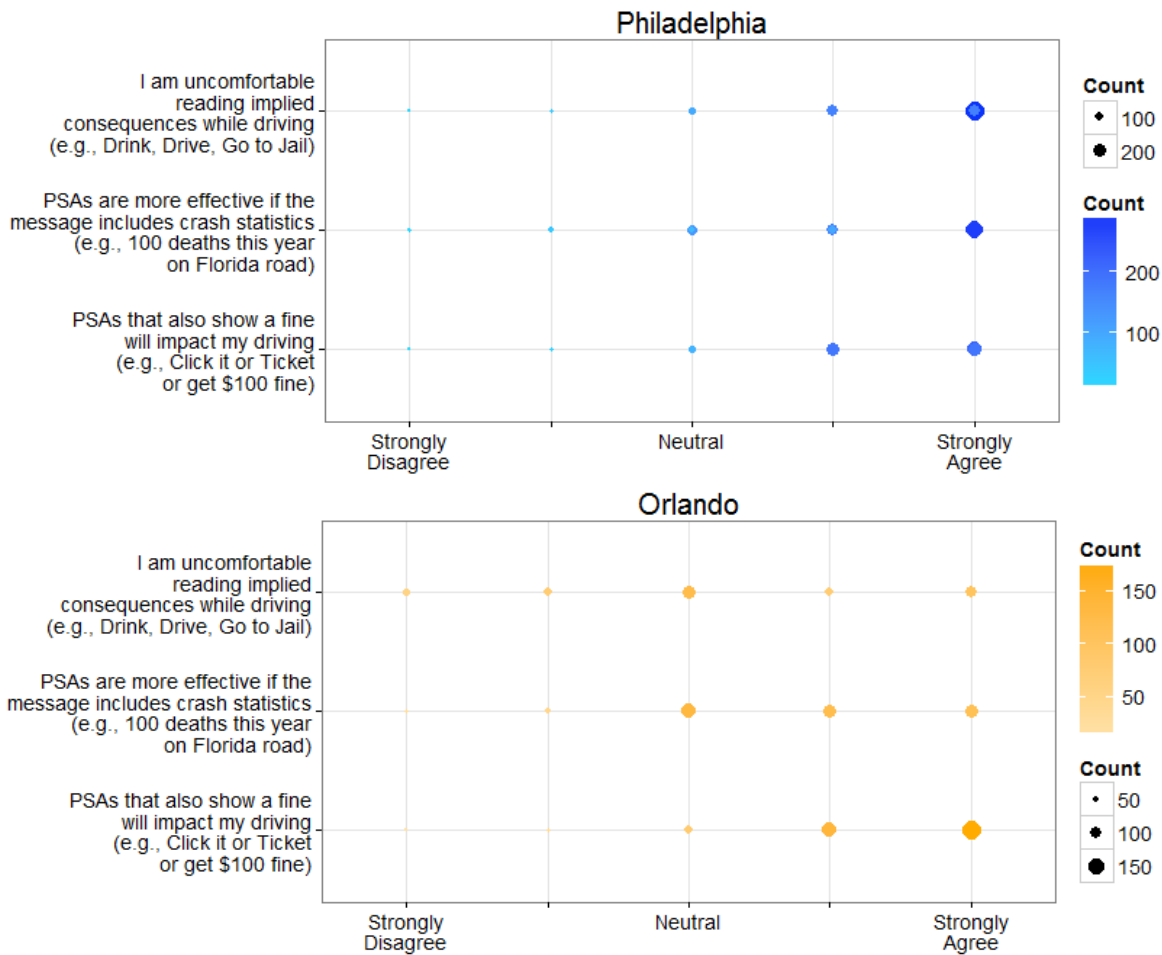 Philadelphia
I am uncomfortable
reading implied
consequences while driving
(e.g., Drink, Drive, Go to Jail)
PSAs are more effective if the
message includes crash statistics
(e.g., 100 deaths this year
on Florida road)
PSAs that also show a fine
will impact my driving
(e.g., Click it or Ticket
or get $100 fine)
Strongly
Disagree
Neutral
Strongly
Agree
Count
100
200
Count
200
100
Orlando
I am uncomfortable
reading implied
consequences while driving
(e.g., Drink, Drive, Go to Jail)
PSAs are more effective if the
message includes crash statistics
(e.g., 100 deaths this year
on Florida road)
PSAs that also show a fine
will impact my driving
(e.g., Click it or Ticket
or get $100 fine)
Strongly
Disagree
Neutral
Strongly
Agree
Count
150
100
50
Count
50
100
150